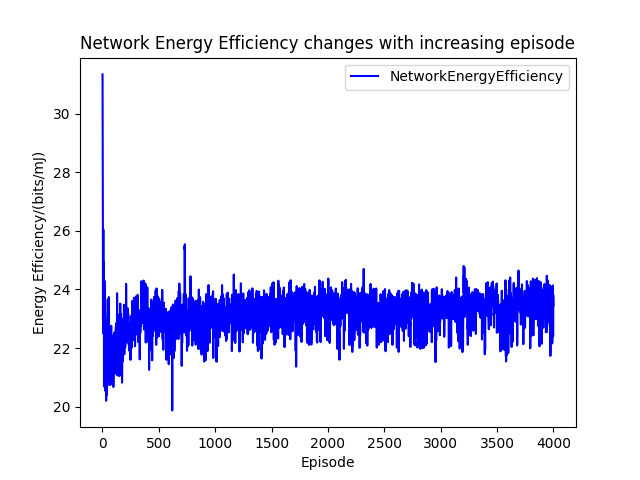 Network Energy Efficiency changes with increasing episode
NetworkEnergyEfficiency
Energy Efficiency/(bits/mJ)
30
28
26
24
22
20
0 500 1000 1500 2000 2500 3000 3500 4000
Episode